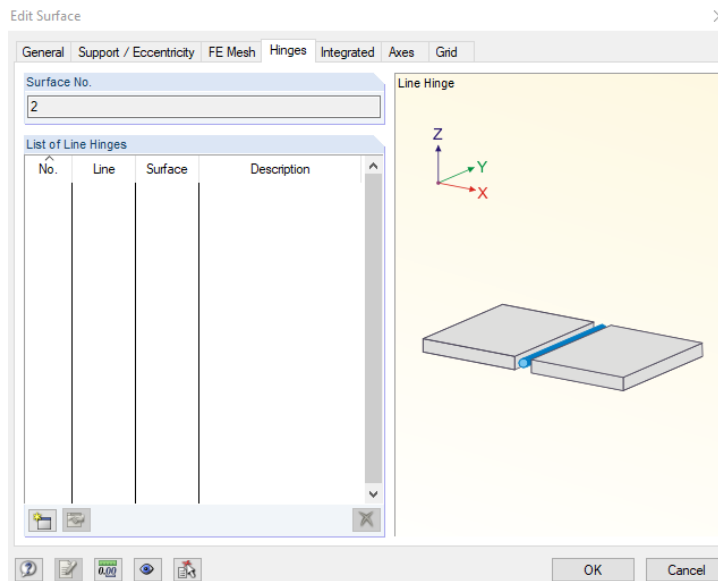 Edit Surface
General Support / Eccentricity FE Mesh Hinges Integrated Axes Grid
Surface No.
2
List of Line Hinges
No. Line Surface Description
Line Hinge
Z
Y
X
0.00
OK Cancel